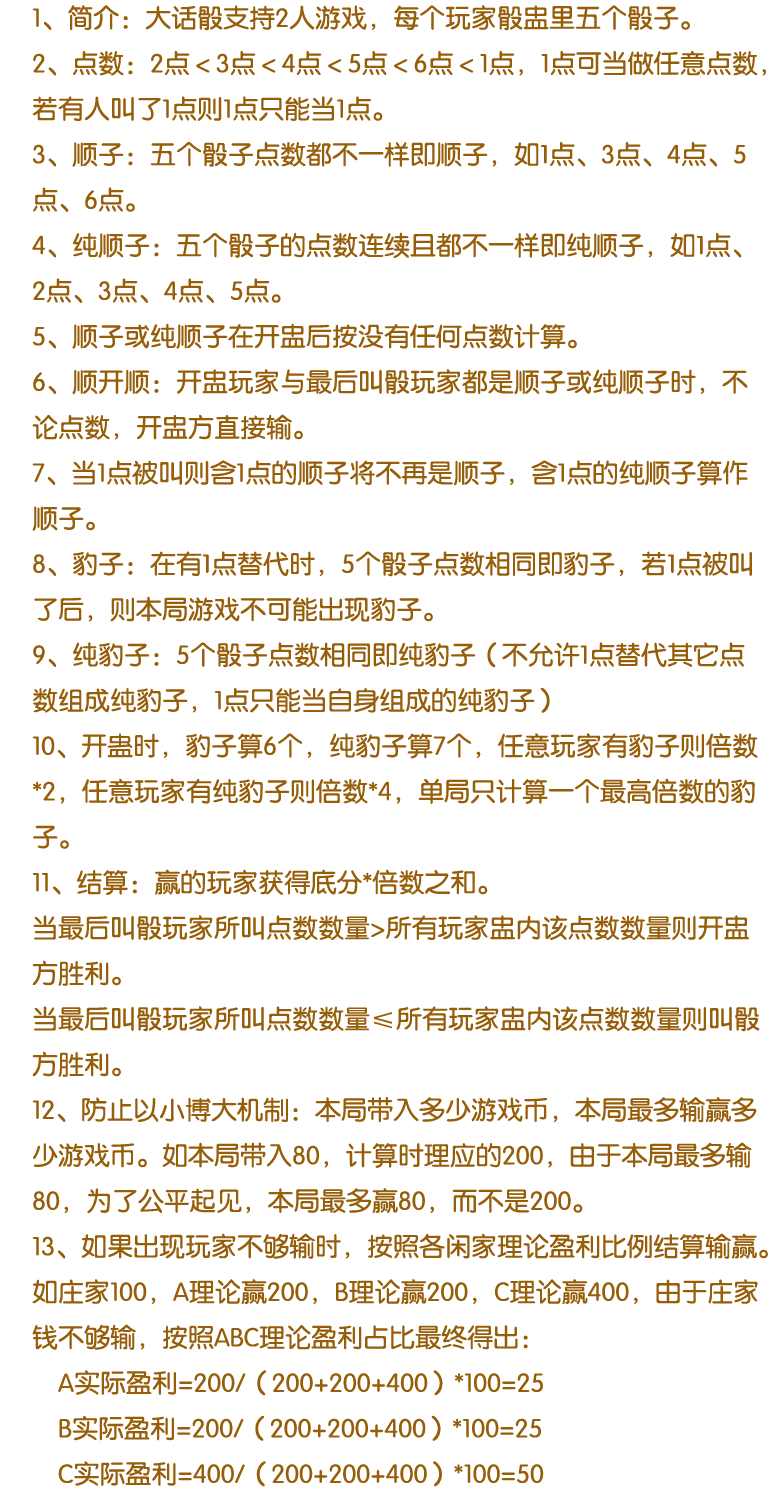 1、简介：大话骰支持2人游戏，每个玩家骰盅里五个骰子。
2、点数：2点＜3点＜4点＜5点＜6点＜1点，1点可当做任意点数，
若有人叫了1点则1点只能当1点。
3、顺子：五个骰子点数都不一样即顺子，如1点、3点、4点、5
点、6点。
4、纯顺子：五个骰子的点数连续且都不一样即纯顺子，如1点、
2点、3点、4点、5点。
5、顺子或纯顺子在开盅后按没有任何点数计算。
6、顺开顺：开盅玩家与最后叫骰玩家都是顺子或纯顺子时，不
论点数，开盅方直接输。
7、当1点被叫则含1点的顺子将不再是顺子，含1点的纯顺子算作
顺子。
8、豹子：在有1点替代时，5个骰子点数相同即豹子，若1点被叫
了后，则本局游戏不可能出现豹子。
9、纯豹子：5个骰子点数相同即纯豹子（不允许1点替代其它点
数组成纯豹子，1点只能当自身组成的纯豹子）
10、开盅时，豹子算6个，纯豹子算7个，任意玩家有豹子则倍数
*2，任意玩家有纯豹子则倍数*4，单局只计算一个最高倍数的豹
子。
11、结算：赢的玩家获得底分*倍数之和。
当最后叫骰玩家所叫点数数量>所有玩家盅内该点数数量则开盅
方胜利。
当最后叫骰玩家所叫点数数量≤所有玩家盅内该点数数量则叫骰
方胜利。
12、防止以小博大机制：本局带入多少游戏币，本局最多输赢多
少游戏币。如本局带入80，计算时理应的200，由于本局最多输
80，为了公平起见，本局最多赢80，而不是200。
13、如果出现玩家不够输时，按照各闲家理论盈利比例结算输赢。
如庄家100，A理论赢200，B理论赢200，C理论赢400，由于庄家
钱不够输，按照ABC理论盈利占比最终得出：
A实际盈利=200/（200+200+400）*100=25
B实际盈利=200/（200+200+400）*100=25
C实际盈利=400/（200+200+400）*100=50